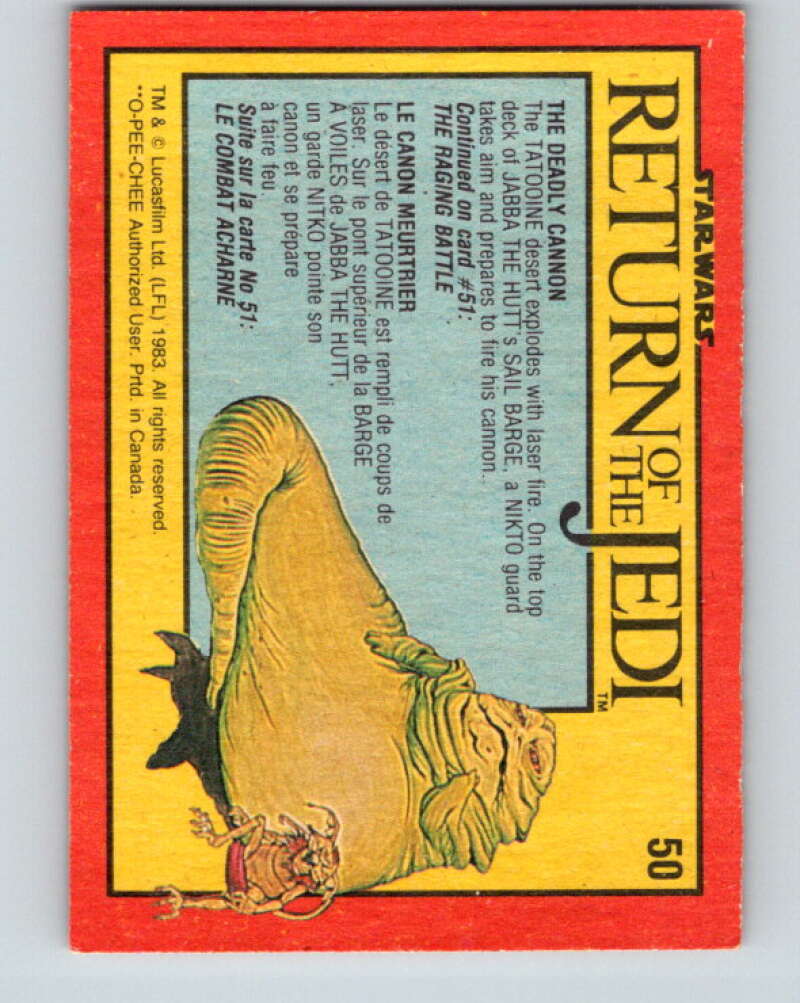 STAR WARS
RETURN OF THE JEDI™
50
THE DEADLY CANNON
The TATOOINE desert explodes with laser fire. On the top
deck of JABBA THE HUTT's SAIL BARGE, a NIKTO guard
takes aim and prepares to fire his cannon...
Continued on card #51:
THE RAGING BATTLE
LE CANON MEURTRIER
Le désert de TATOOINE est rempli de coups de
laser. Sur le pont supérieur de la BARGE
À VOILES de JABBA THE HUTT,
un garde NITKO pointe son
canon et se prépare
à faire feu.
Suite sur la carte No 51:
LE COMBAT ACHARNÉ
TM & © Lucasfilm Ltd. (LFL) 1983. All rights reserved.
**O-PEE-CHEE Authorized User. Prtd. in Canada.